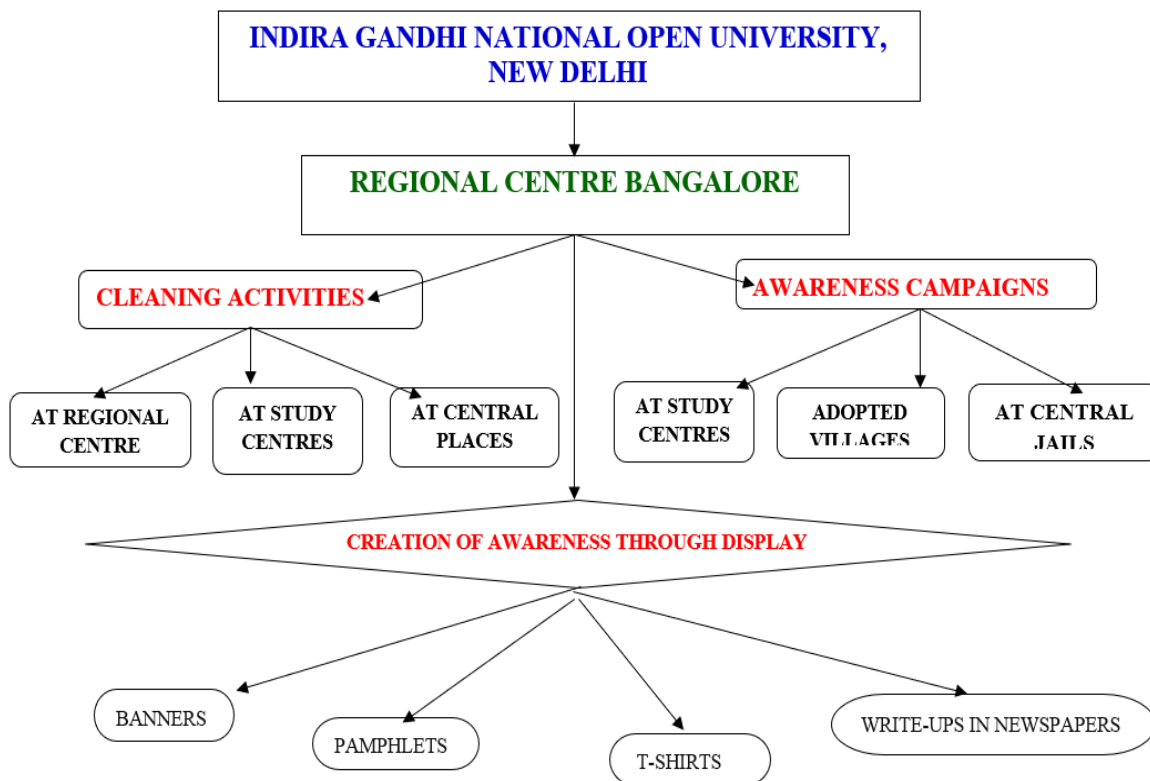 INDIRA GANDHI NATIONAL OPEN UNIVERSITY,
NEW DELHI
REGIONAL CENTRE BANGALORE
CLEANING ACTIVITIES
AWARENESS CAMPAIGNS
AT REGIONAL
CENTRE
AT STUDY
CENTRES
AT CENTRAL
PLACES
AT STUDY
CENTRES
ADOPTED
VILLAGES
AT CENTRAL
JAILS
CREATION OF AWARENESS THROUGH DISPLAY
BANNERS
PAMPHLETS
T-SHIRTS
WRITE-UPS IN NEWSPAPERS